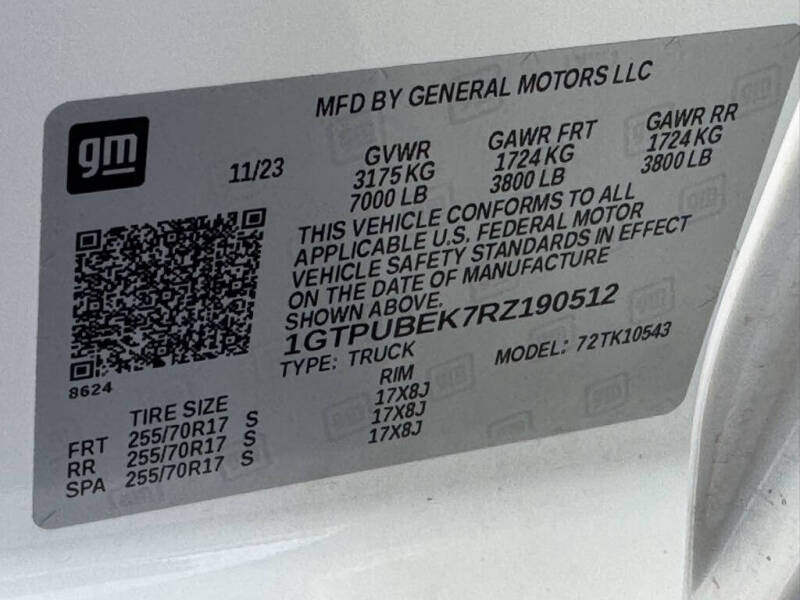 MFD BY GENERAL MOTORS LLC
gm
11/23
GVWR
3175 KG
7000 LB
GAWR FRT
1724 KG
3800 LB
GAWR RR
1724 KG
3800 LB
THIS VEHICLE CONFORMS TO ALL
APPLICABLE U.S. FEDERAL MOTOR
VEHICLE SAFETY STANDARDS IN EFFECT
ON THE DATE OF MANUFACTURE
SHOWN ABOVE.
1GTPUBEK7RZ190512
TYPE: TRUCK
MODEL: 72TK10543
8624
TIRE SIZE
RIM
FRT 255/70R17 S 17X8J
RR 255/70R17 S 17X8J
SPA 255/70R17 S 17X8J